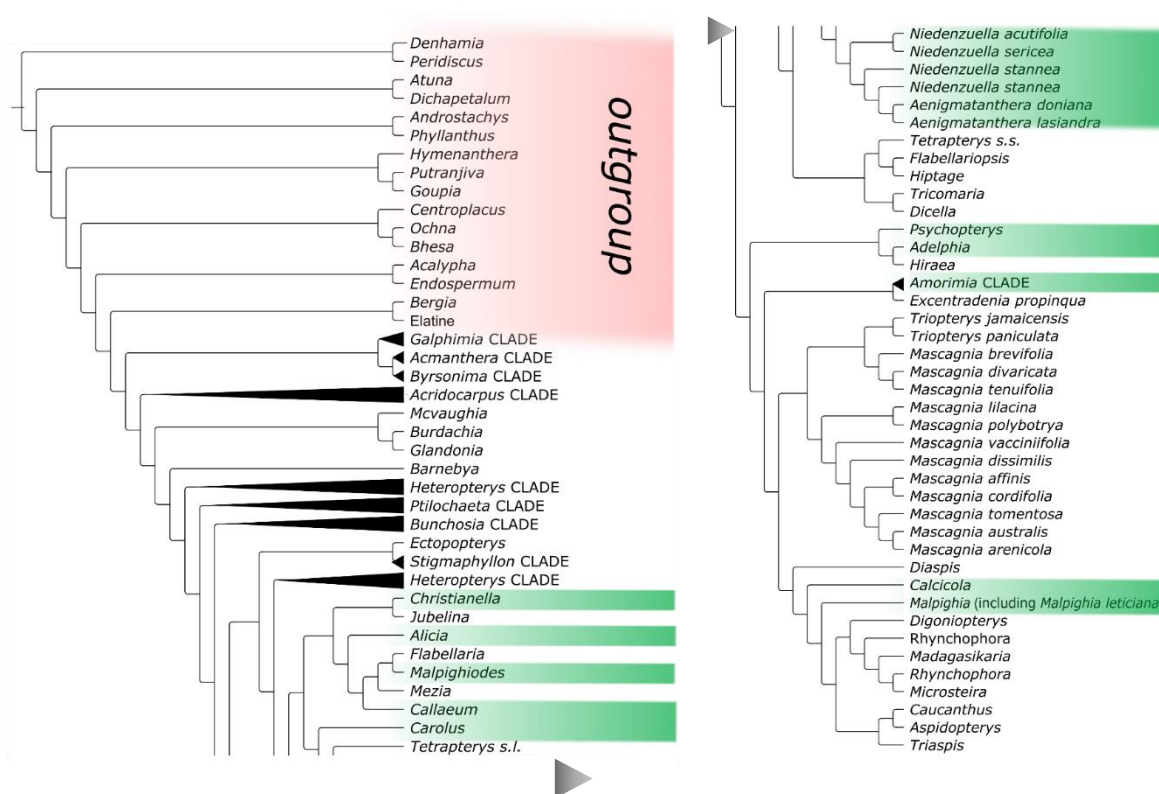 Denhamia
Peridiscus
Atuna
Dichapetalum
Androstachys
Phyllanthus
Hymenanthera
Putranjiva
Goupia
Centroplacus
Ochna
Bhesa
Acalypha
Endospermum
Bergia
Elatine
outgroup
Galphimia CLADE
Acmanthera CLADE
Byrsonima CLADE
Acridocarpus CLADE
Mcvaughia
Burdachia
Glandonia
Barnebya
Heteropterys CLADE
Ptilochaeta CLADE
Bunchosia CLADE
Ectopopterys
Stigmaphyllon CLADE
Heteropterys CLADE
Christianella
Jubelina
Alicia
Flabellaria
Malpighiodes
Mezia
Callaeum
Carolus
Tetrapterys s.l.
Niedenzuella acutifolia
Niedenzuella sericea
Niedenzuella stannea
Niedenzuella stannea
Aenigmatanthera doniana
Aenigmatanthera lasiandra
Tetrapterys s.s.
Flabellariopsis
Hiptage
Tricomaria
Dicella
Psychopterys
Adelphia
Hiraea
Amorimia CLADE
Excentradenia propinqua
Triopterys jamaicensis
Triopterys paniculata
Mascagnia brevifolia
Mascagnia divaricata
Mascagnia tenuifolia
Mascagnia lilacina
Mascagnia polybotrya
Mascagnia vacciniifolia
Mascagnia dissimilis
Mascagnia affinis
Mascagnia cordifolia
Mascagnia tomentosa
Mascagnia australis
Mascagnia arenicola
Diaspis
Calcicola
Malpighia (including Malpighia leticiana
Digoniopterys
Rhynchophora
Madagasikaria
Rhynchophora
Microsteira
Caucanthus
Aspidopterys
Triaspis